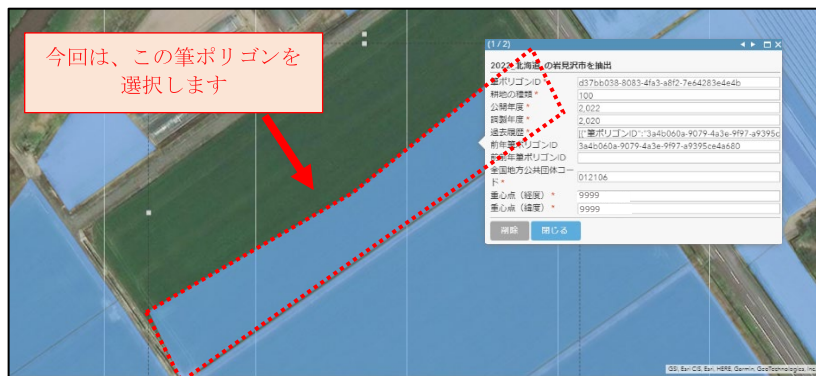 今回は、この筆ポリゴンを
選択します
(1 / 2)
2022_北海道_の岩見沢市を抽出
筆ポリゴンID * d37bb038-8083-4fa3-a8f2-7e64283e4e4b
耕地の種類 * 100
公開年度 * 2,022
調製年度 * 2,020
過去履歴 * [{"筆ポリゴンID":"3a4b060a-9079-4a3e-9f97-a9395c
前年筆ポリゴンID 3a4b060a-9079-4a3e-9f97-a9395ce4a680
前前年筆ポリゴンID
全国地方公共団体コー
ド * 012106
重心点（経度） * 9999
重心点（緯度） * 9999
削除 閉じる
GSI, Esri CIS, Esri, HERE, Garmin, GeoTechnologies, Inc.